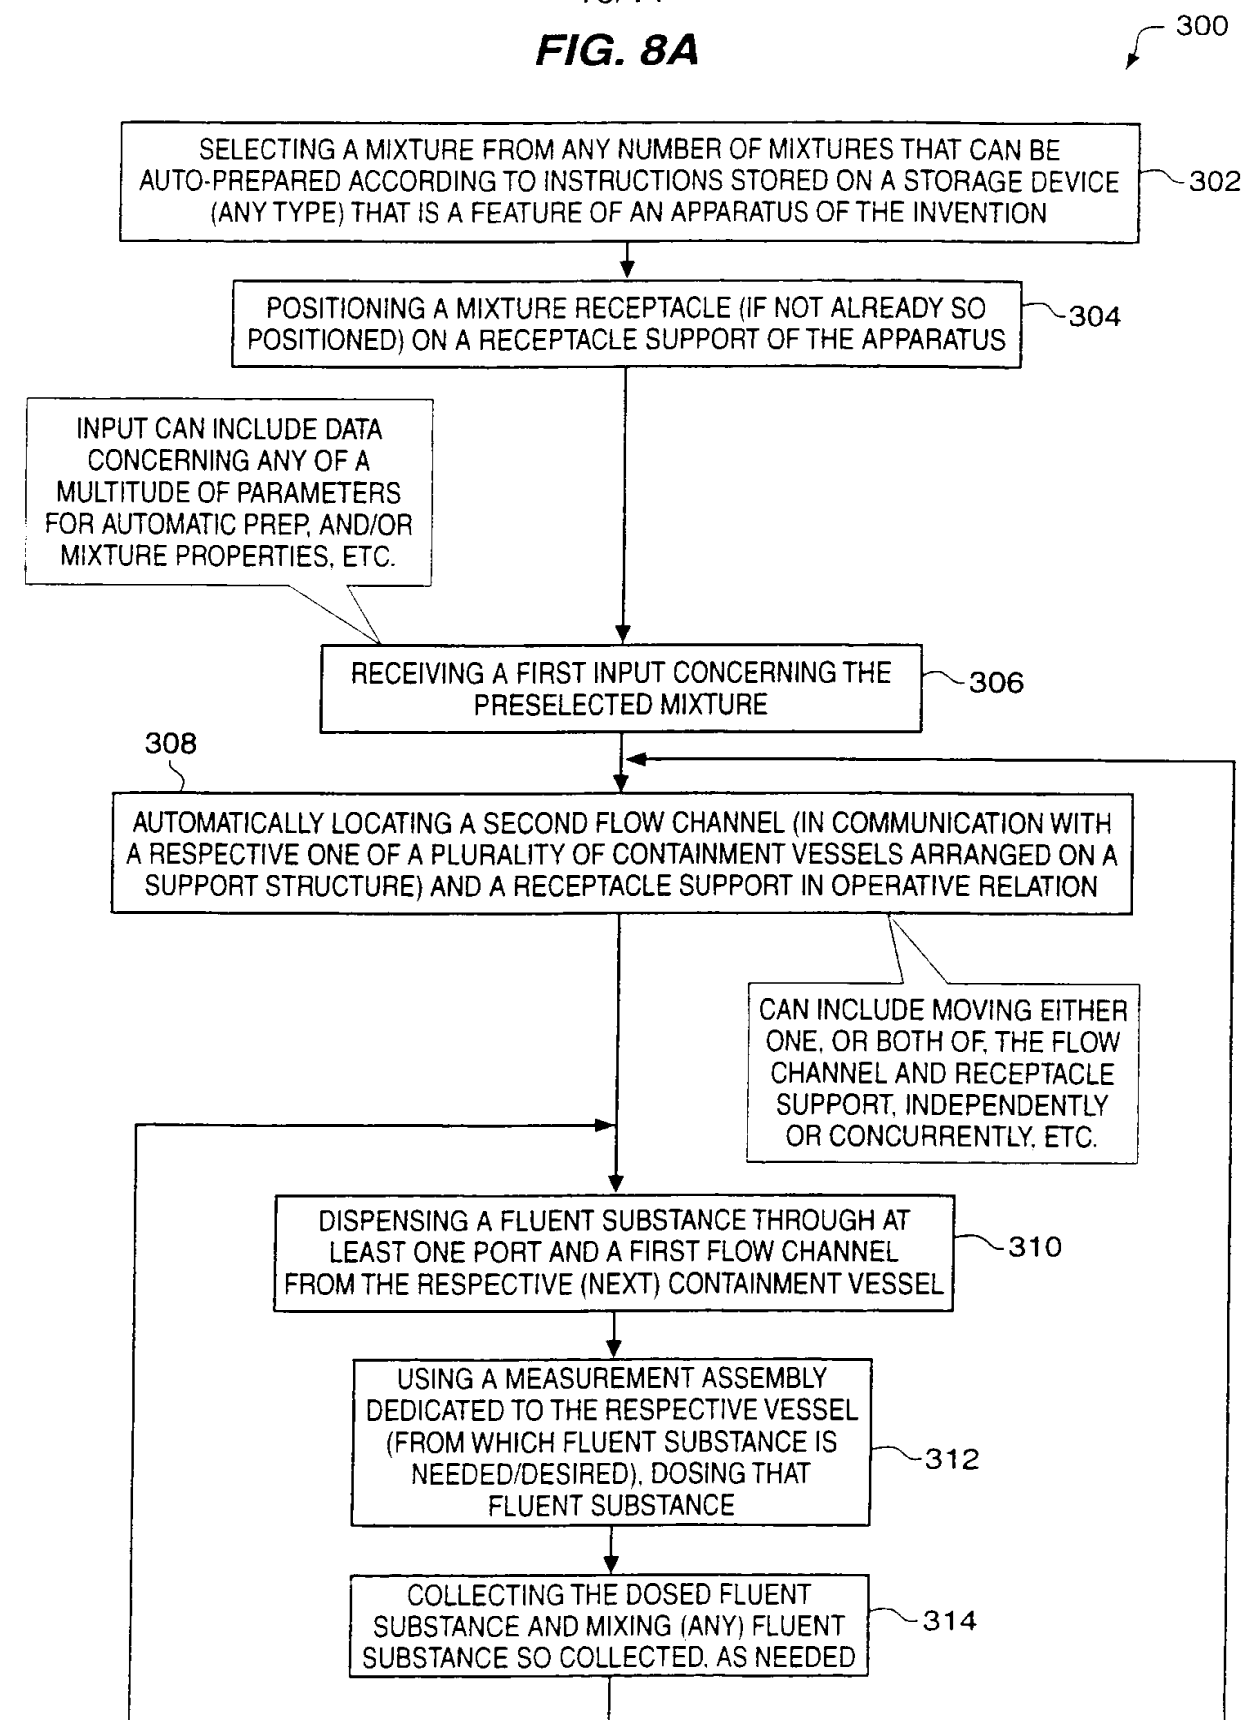 FIG. 8A
300
SELECTING A MIXTURE FROM ANY NUMBER OF MIXTURES THAT CAN BE
AUTO-PREPARED ACCORDING TO INSTRUCTIONS STORED ON A STORAGE DEVICE
(ANY TYPE) THAT IS A FEATURE OF AN APPARATUS OF THE INVENTION
302
POSITIONING A MIXTURE RECEPTACLE (IF NOT ALREADY SO
POSITIONED) ON A RECEPTACLE SUPPORT OF THE APPARATUS
304
INPUT CAN INCLUDE DATA
CONCERNING ANY OF A
MULTITUDE OF PARAMETERS
FOR AUTOMATIC PREP, AND/OR
MIXTURE PROPERTIES, ETC.
RECEIVING A FIRST INPUT CONCERNING THE
PRESELECTED MIXTURE
306
308
AUTOMATICALLY LOCATING A SECOND FLOW CHANNEL (IN COMMUNICATION WITH
A RESPECTIVE ONE OF A PLURALITY OF CONTAINMENT VESSELS ARRANGED ON A
SUPPORT STRUCTURE) AND A RECEPTACLE SUPPORT IN OPERATIVE RELATION
CAN INCLUDE MOVING EITHER
ONE, OR BOTH OF, THE FLOW
CHANNEL AND RECEPTACLE
SUPPORT, INDEPENDENTLY
OR CONCURRENTLY, ETC.
DISPENSING A FLUENT SUBSTANCE THROUGH AT
LEAST ONE PORT AND A FIRST FLOW CHANNEL
FROM THE RESPECTIVE (NEXT) CONTAINMENT VESSEL
310
USING A MEASUREMENT ASSEMBLY
DEDICATED TO THE RESPECTIVE VESSEL
(FROM WHICH FLUENT SUBSTANCE IS
NEEDED/DESIRED), DOSING THAT
FLUENT SUBSTANCE
312
COLLECTING THE DOSED FLUENT
SUBSTANCE AND MIXING (ANY) FLUENT
SUBSTANCE SO COLLECTED, AS NEEDED
314